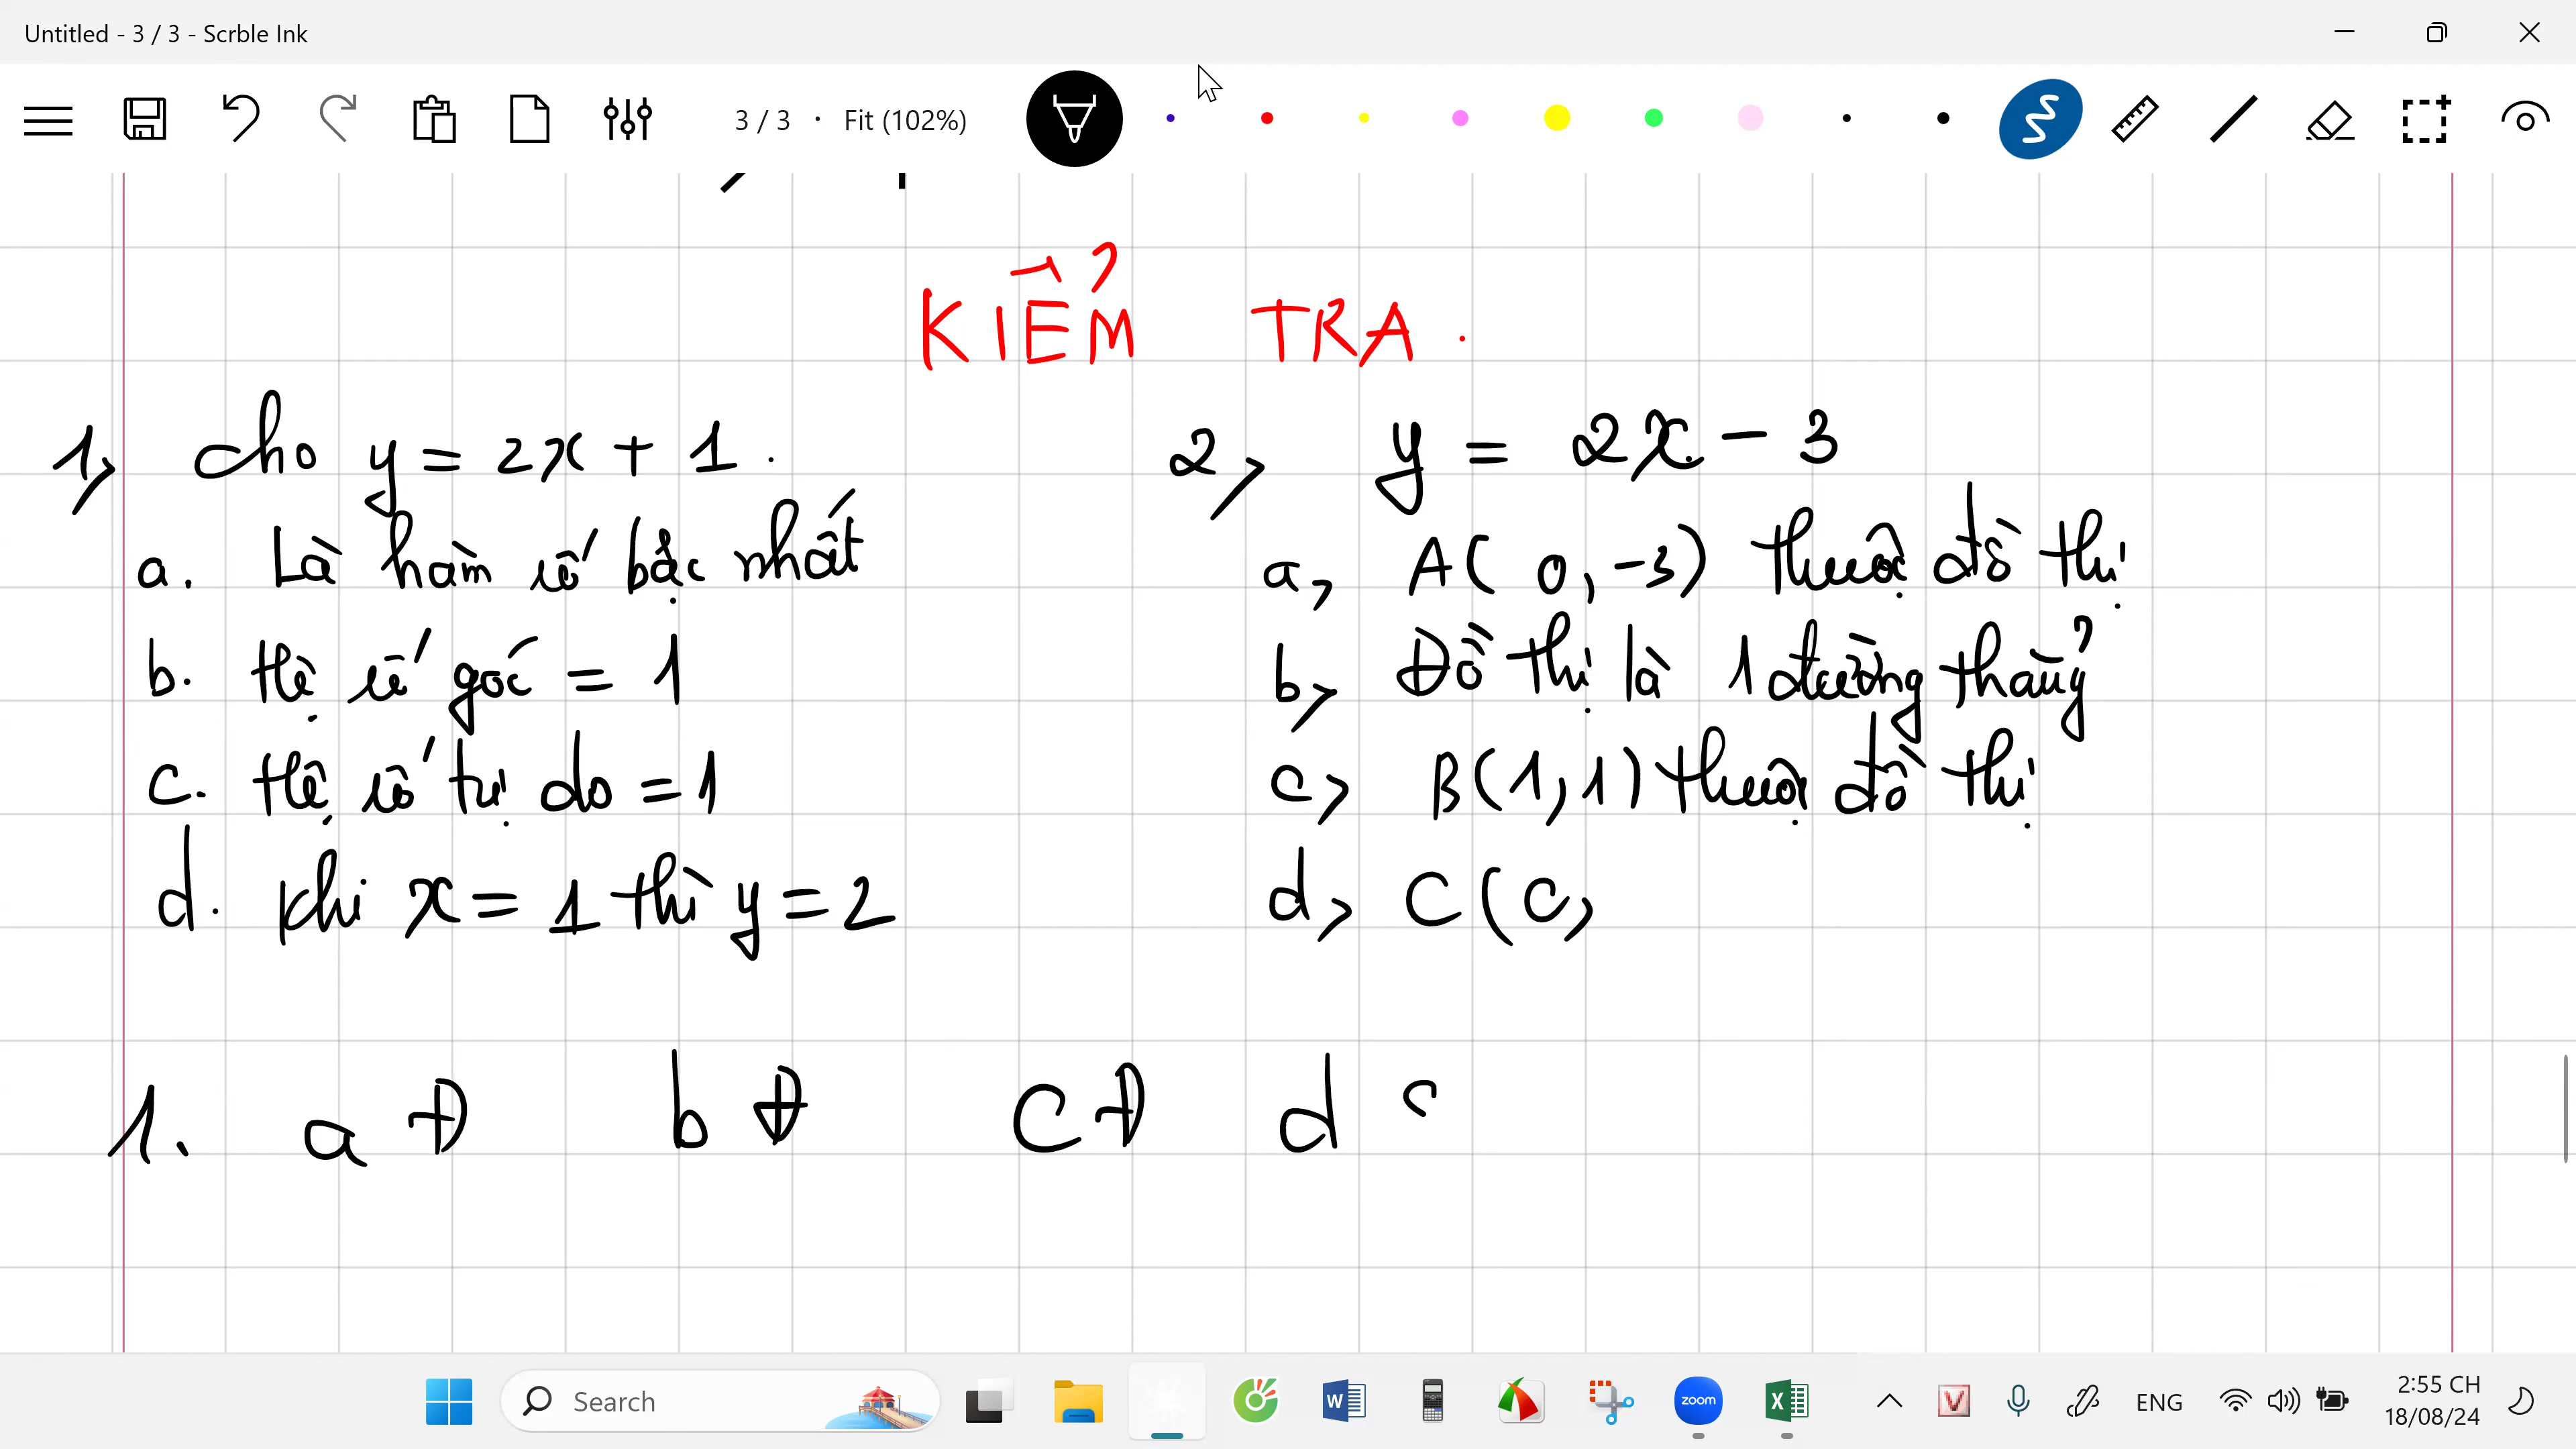 Untitled - 3 / 3 - Scrble Ink
3 / 3 · Fit (102%)
KIỂM TRA.
1, cho y = 2x + 1.
a. Là hàm số bậc nhất
b. Hệ số góc = 1
c. Hệ số tự do = 1
d. khi x = 1 thì y = 2
2, y = 2x - 3
a, A( 0, -3) thuộc đồ thị
b, Đồ thị là 1 đường thẳng
c, B(1, 1) thuộc đồ thị
d, C(C,
1. a Đ b Đ C Đ d
Search
zoom
ENG
2:55 CH
18/08/24